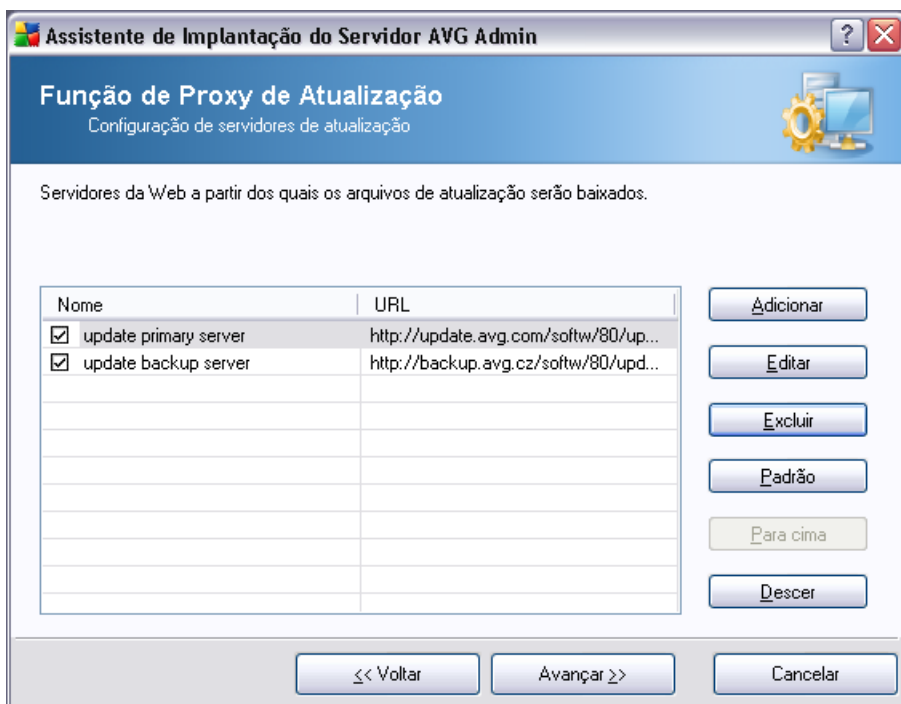 Assistente de Implantação do Servidor AVG Admin
?
Função de Proxy de Atualização
Configuração de servidores de atualização
Servidores da Web a partir dos quais os arquivos de atualização serão baixados.
Nome URL
update primary server http://update.avg.com/softw/80/up...
update backup server http://backup.avg.cz/softw/80/upd...
Adicionar
Editar
Excluir
Padrão
Para cima
Descer
<< Voltar
Avançar >>
Cancelar